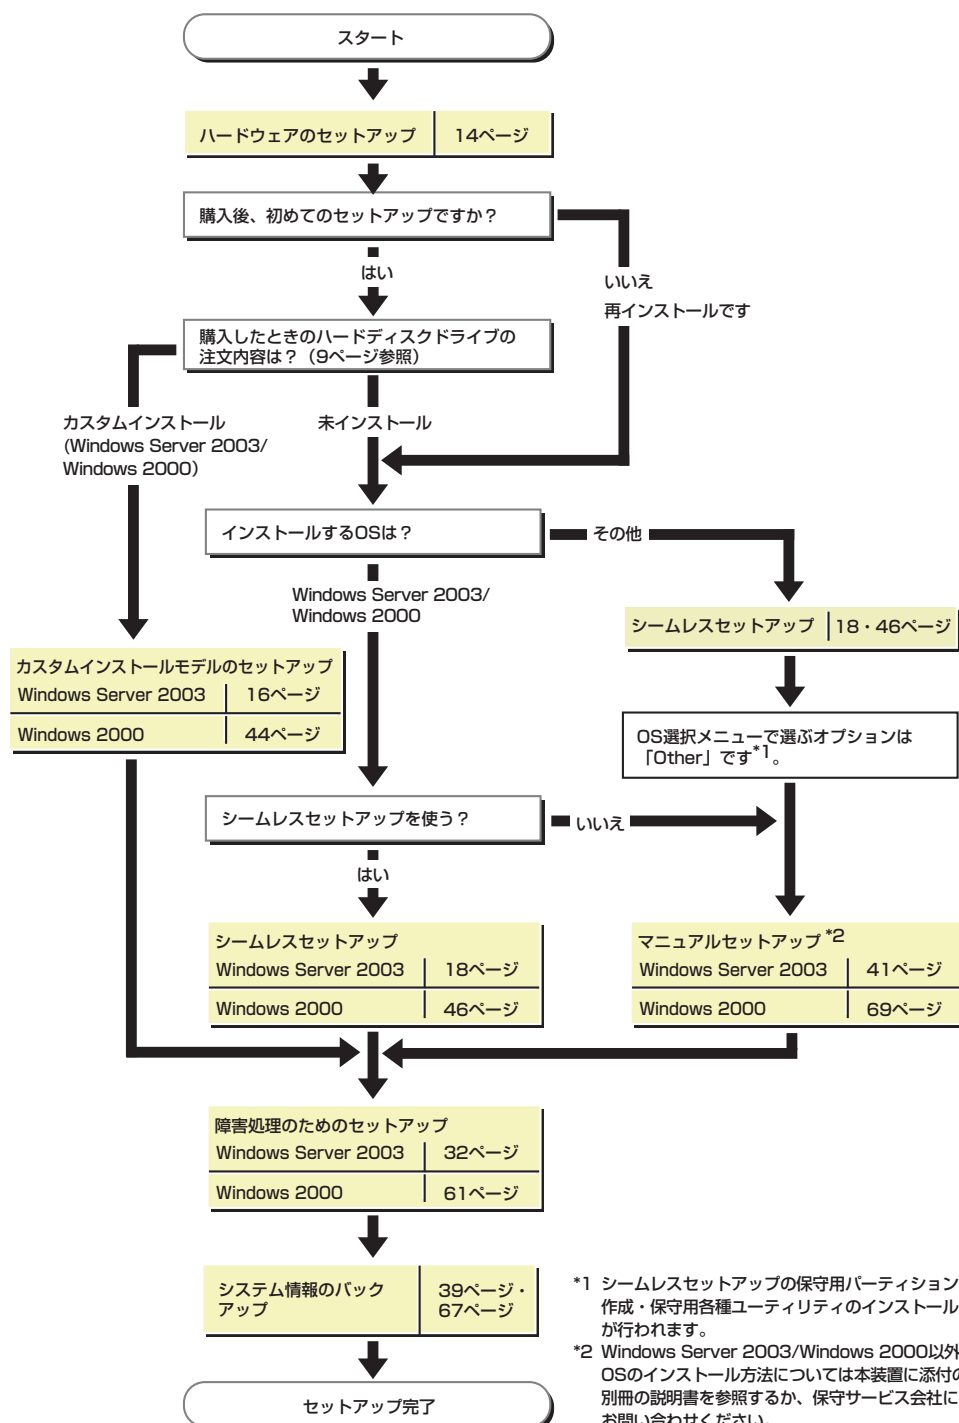 スタート
ハードウェアのセットアップ 14ページ
購入後、初めてのセットアップですか？
はい
いいえ
再インストールです
購入したときのハードディスクドライブの
注文内容は？（9ページ参照）
カスタムインストール
(Windows Server 2003/
Windows 2000）
未インストール
インストールするOSは？
その他
Windows Server 2003/
Windows 2000
シームレスセットアップ 18・46ページ
カスタムインストールモデルのセットアップ
Windows Server 2003 16ページ
Windows 2000 44ページ
OS選択メニューで選ぶオプションは
「Other」です*1。
シームレスセットアップを使う？
いいえ
はい
シームレスセットアップ
Windows Server 2003 18ページ
Windows 2000 46ページ
マニュアルセットアップ*2
Windows Server 2003 41ページ
Windows 2000 69ページ
障害処理のためのセットアップ
Windows Server 2003 32ページ
Windows 2000 61ページ
システム情報のバック
アップ
39ページ・
67ページ
セットアップ完了
*1 シームレスセットアップの保守用パーティション
作成・保守用各種ユーティリティのインストール
が行われます。
*2 Windows Server 2003/Windows 2000以外
OSのインストール方法については本装置に添付の
別冊の説明書を参照するか、保守サービス会社に
お問い合わせください。